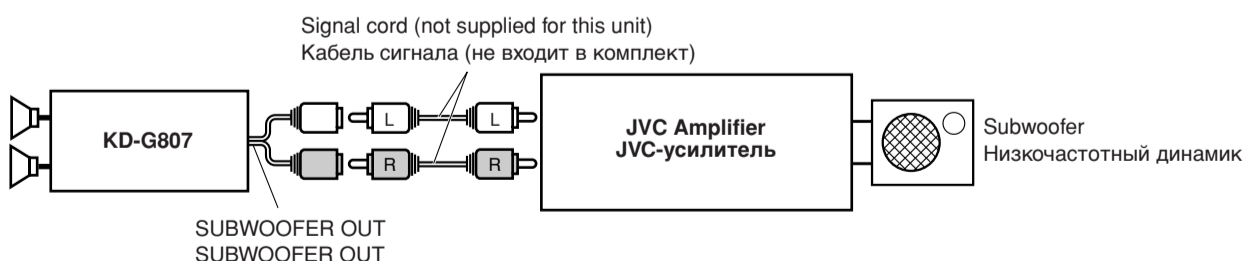 Signal cord (not supplied for this unit)
Кабель сигнала (не входит в комплект)
KD-G807
L
L
R
R
JVC Amplifier
JVC-усилитель
Subwoofer
Низкочастотный динамик
SUBWOOFER OUT
SUBWOOFER OUT